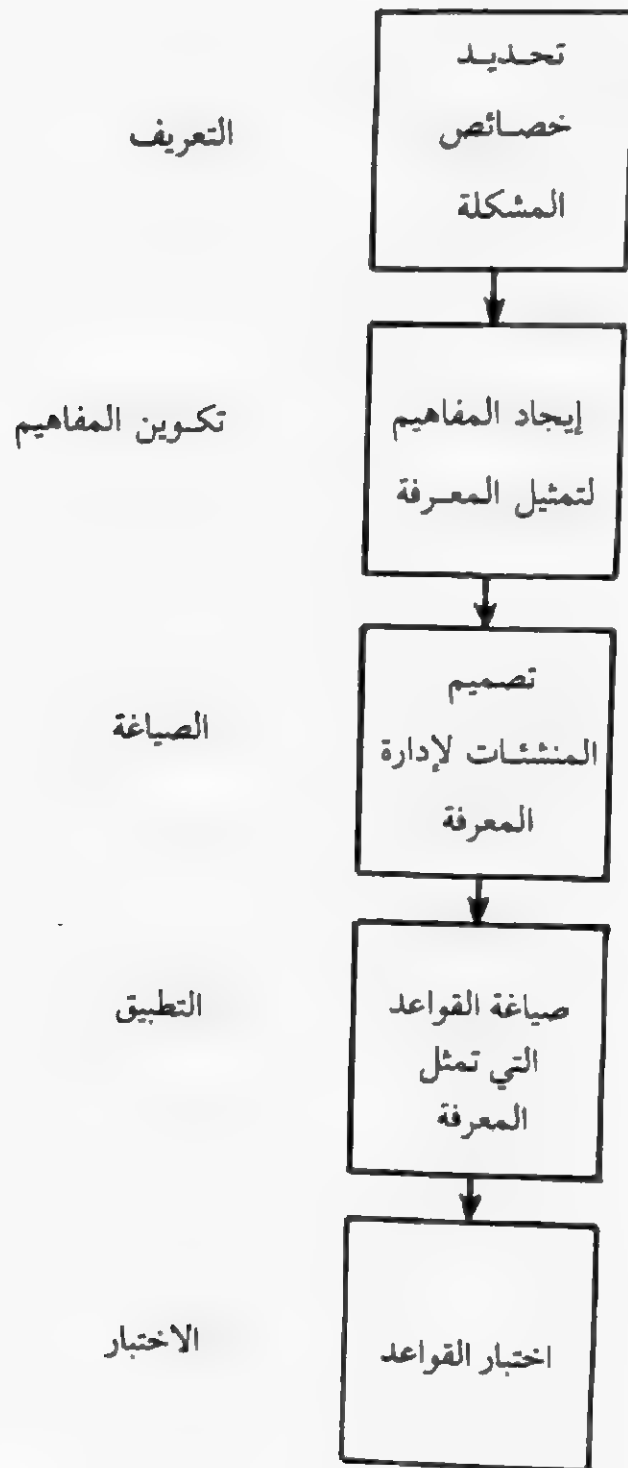 تحديد
خصائص
المشكلة
التعريف
إيجاد المفاهيم
لتمثيل المعرفة
تكوين المفاهيم
تصميم
المنشئات لإدارة
المعرفة
الصياغة
صياغة القواعد
التي تمثل
المعرفة
التطبيق
اختبار القواعد
الاختبار